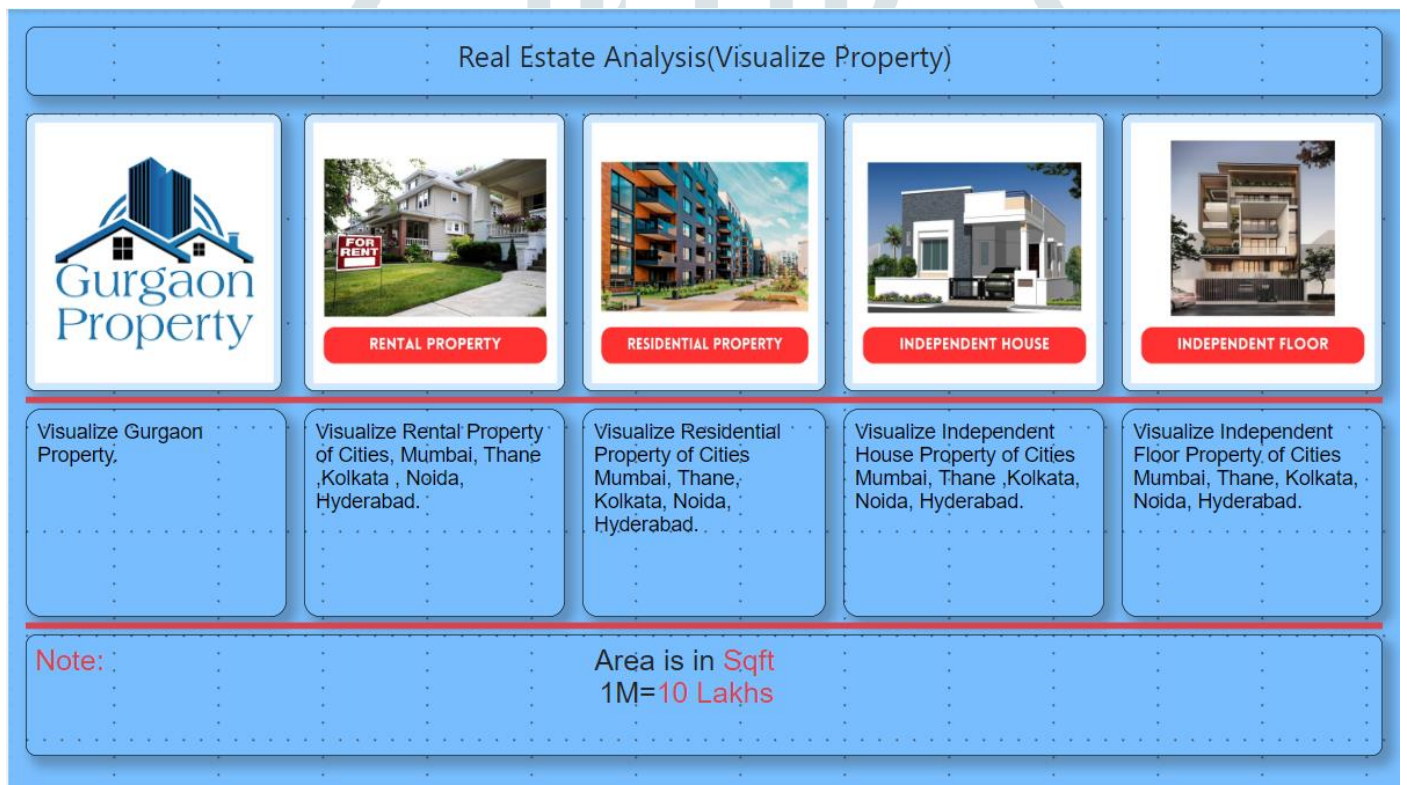 Real Estate Analysis(Visualize Property)
Gurgaon
Property
FOR
RENT
RENTAL PROPERTY
RESIDENTIAL PROPERTY
INDEPENDENT HOUSE
INDEPENDENT FLOOR
Visualize Gurgaon
Property.
Visualize Rental Property
of Cities, Mumbai, Thane
,Kolkata , Noida,
Hyderabad.
Visualize Residential
Property of Cities
Mumbai, Thane,
Kolkata, Noida,
Hyderabad.
Visualize Independent
House Property of Cities
Mumbai, Thane ,Kolkata,
Noida, Hyderabad.
Visualize Independent
Floor Property of Cities
Mumbai, Thane, Kolkata,
Noida, Hyderabad.
Note:
Area is in Sqft
1M=10 Lakhs